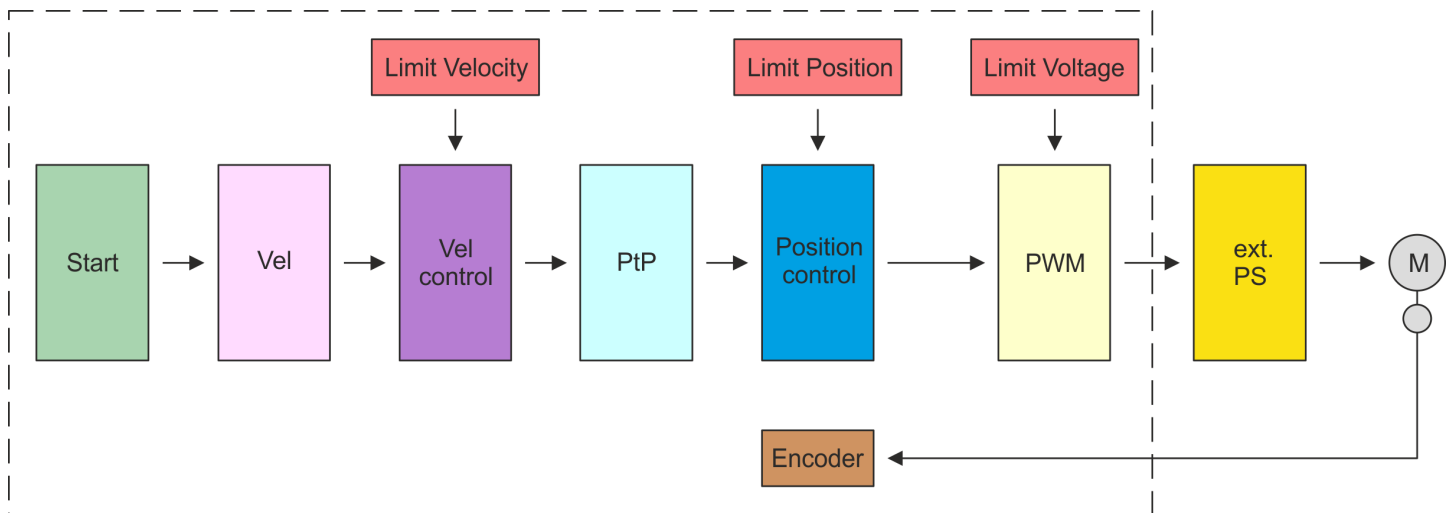 Limit Velocity
Limit Position
Limit Voltage
Start
Vel
Vel
control
PtP
Position
control
PWM
ext.
PS
M
Encoder